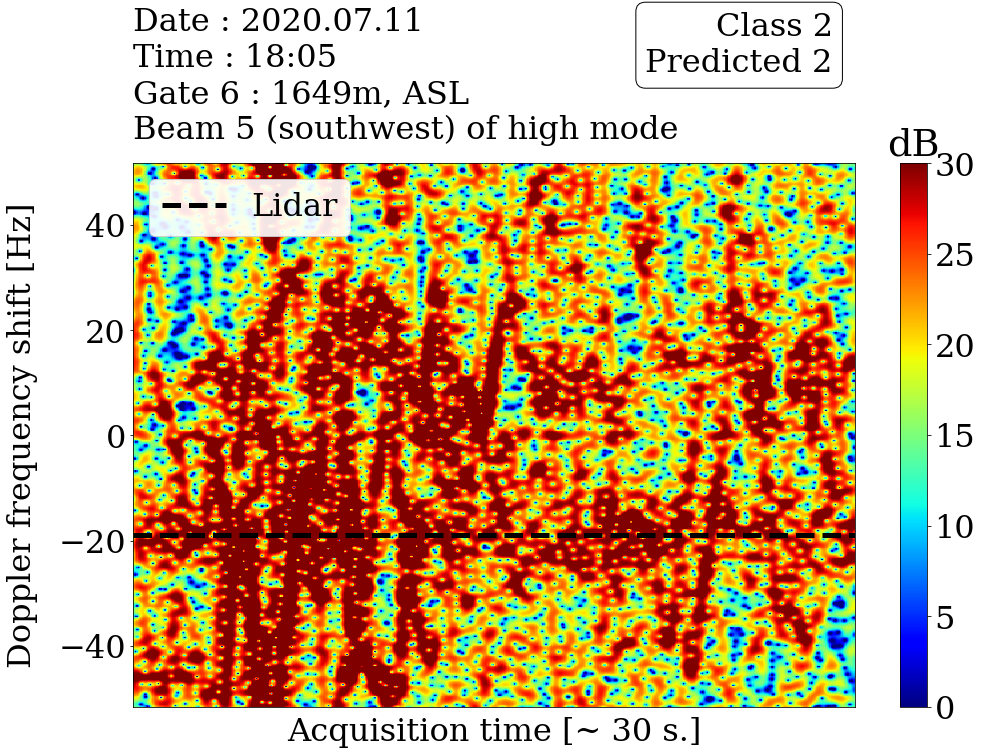 Date : 2020.07.11
Time : 18:05
Gate 6 : 1649m, ASL
Beam 5 (southwest) of high mode
Class 2
Predicted 2
dB
Lidar
Doppler frequency shift [Hz]
40
20
0
−20
−40
30
25
20
15
10
5
0
Acquisition time [~ 30 s.]